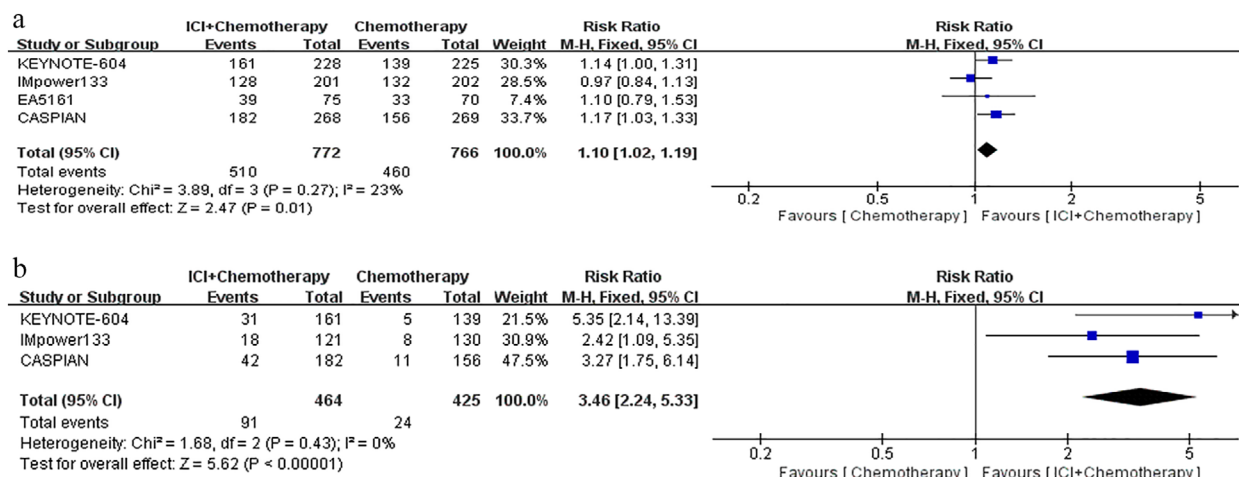 a
ICI+Chemotherapy Chemotherapy Risk Ratio Risk Ratio
Study or Subgroup Events Total Events Total Weight M-H, Fixed, 95% CI M-H, Fixed, 95% CI
KEYNOTE-604 161 228 139 225 30.3% 1.14 [1.00, 1.31]
IMpower133 128 201 132 202 28.5% 0.97 [0.84, 1.13]
EA5161 39 75 33 70 7.4% 1.10 [0.79, 1.53]
CASPIAN 182 268 156 269 33.7% 1.17 [1.03, 1.33]
Total (95% CI) 772 766 100.0% 1.10 [1.02, 1.19]
Total events 510 460
Heterogeneity: Chi² = 3.89, df = 3 (P = 0.27); I² = 23%
Test for overall effect: Z = 2.47 (P = 0.01)
0.2 0.5 1 2 5
Favours [Chemotherapy] Favours [ICI+Chemotherapy]
b
ICI+Chemotherapy Chemotherapy Risk Ratio Risk Ratio
Study or Subgroup Events Total Events Total Weight M-H, Fixed, 95% CI M-H, Fixed, 95% CI
KEYNOTE-604 31 161 5 139 21.5% 5.35 [2.14, 13.39]
IMpower133 18 121 8 130 30.9% 2.42 [1.09, 5.35]
CASPIAN 42 182 11 156 47.5% 3.27 [1.75, 6.14]
Total (95% CI) 464 425 100.0% 3.46 [2.24, 5.33]
Total events 91 24
Heterogeneity: Chi² = 1.68, df = 2 (P = 0.43); I² = 0%
Test for overall effect: Z = 5.62 (P < 0.00001)
0.2 0.5 1 2 5
Favours [Chemotherapy] Favours [ICI+Chemotherapy]